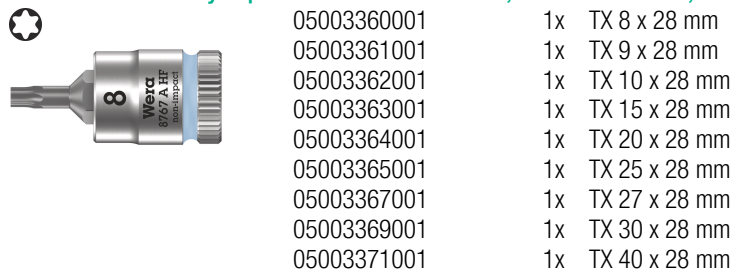 05003360001 1x TX 8 x 28 mm
05003361001 1x TX 9 x 28 mm
05003362001 1x TX 10 x 28 mm
05003363001 1x TX 15 x 28 mm
05003364001 1x TX 20 x 28 mm
05003365001 1x TX 25 x 28 mm
05003367001 1x TX 27 x 28 mm
05003369001 1x TX 30 x 28 mm
05003371001 1x TX 40 x 28 mm
8
Wera
8767 A HF
non-impact